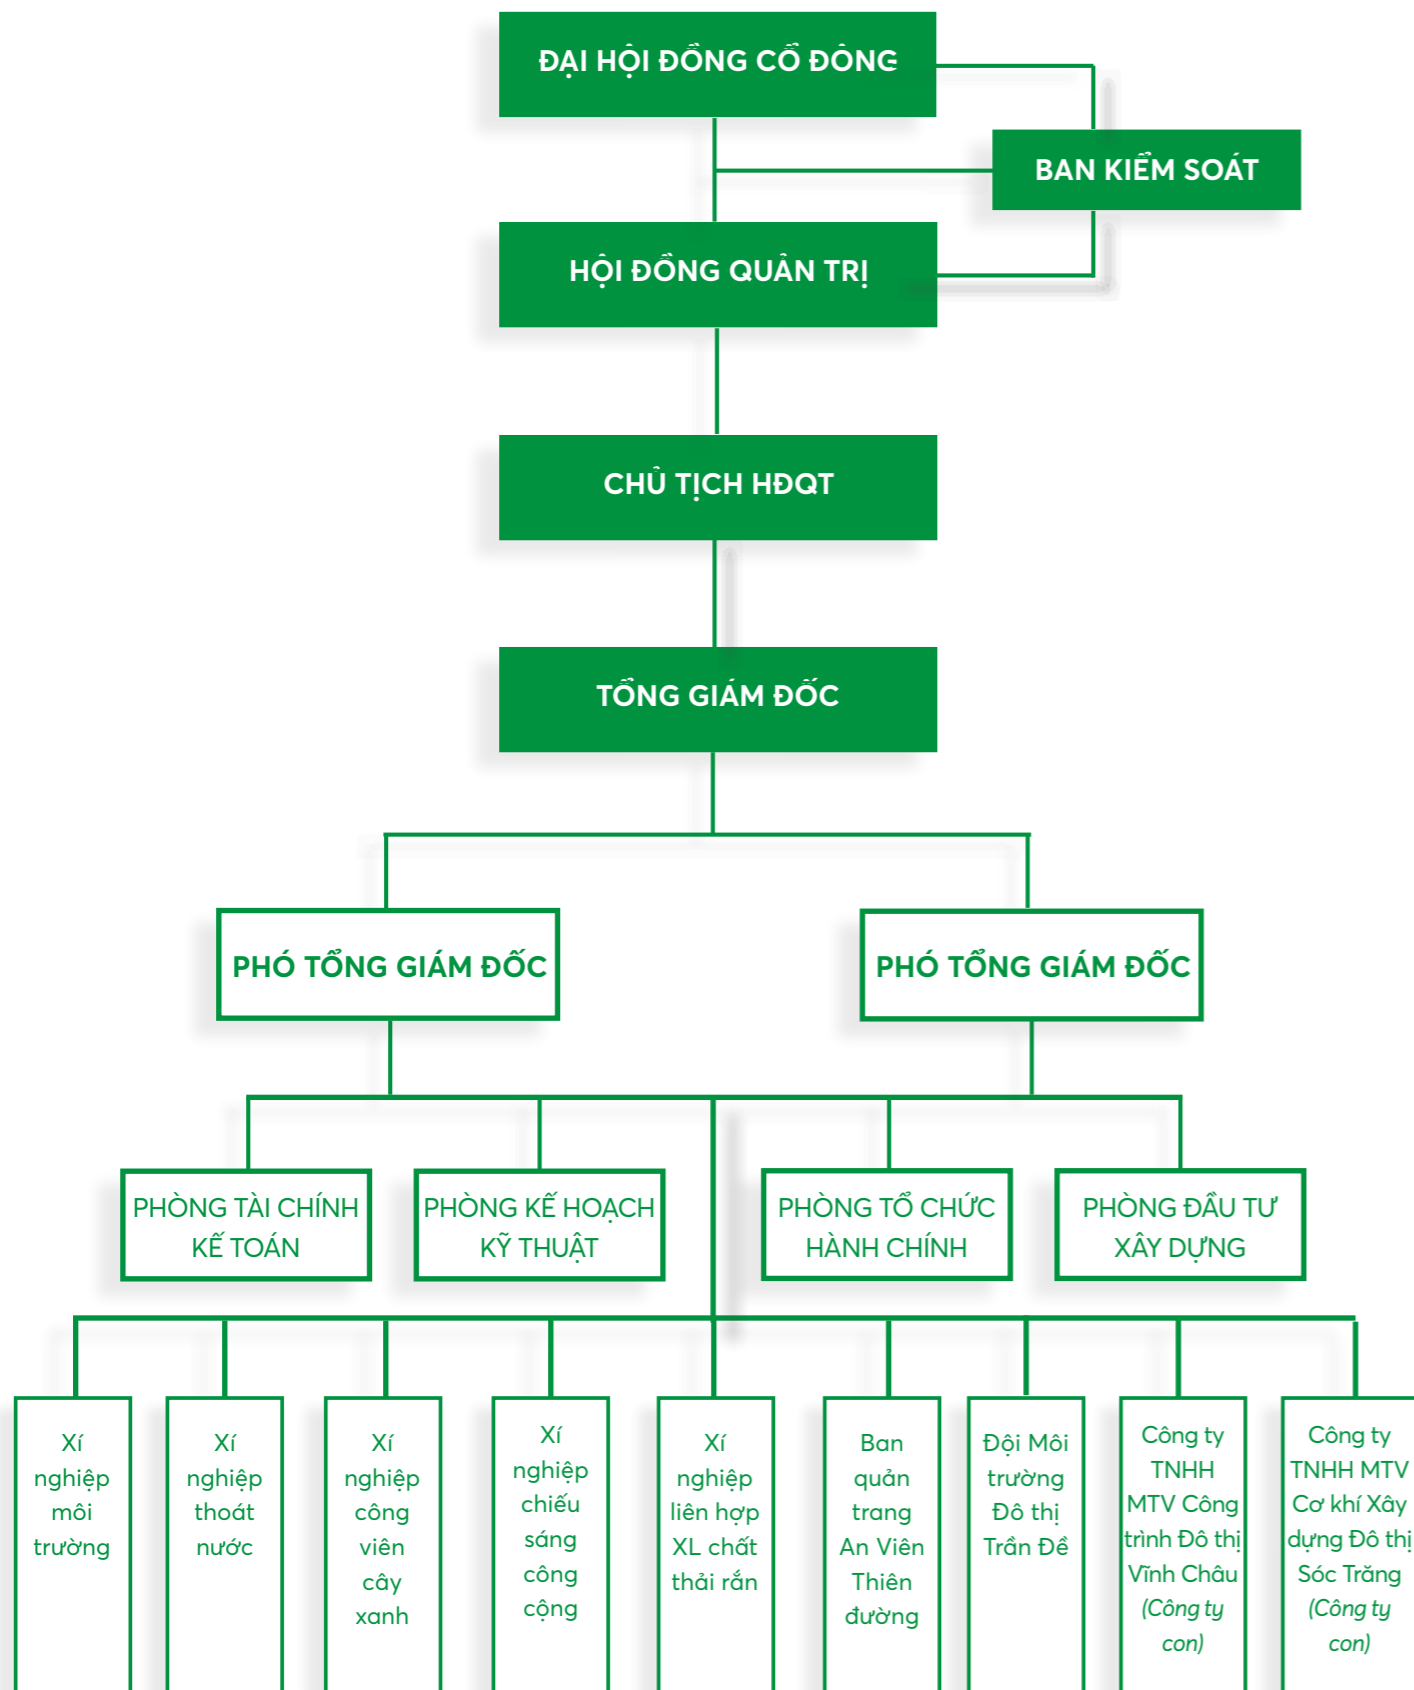 ĐẠI HỘI ĐỒNG CỔ ĐÔNG
BAN KIỂM SOÁT
HỘI ĐỒNG QUẢN TRỊ
CHỦ TỊCH HĐQT
TỔNG GIÁM ĐỐC
PHÓ TỔNG GIÁM ĐỐC
PHÓ TỔNG GIÁM ĐỐC
PHÒNG TÀI CHÍNH
KẾ TOÁN
PHÒNG KẾ HOẠCH
KỸ THUẬT
PHÒNG TỔ CHỨC
HÀNH CHÍNH
PHÒNG ĐẦU TƯ
XÂY DỰNG
Xí
nghiệp
môi
trường
Xí
nghiệp
thoát
nước
Xí
nghiệp
công
viên
cây
xanh
Xí
nghiệp
chiếu
sáng
công
cộng
Xí
nghiệp
liên hợp
XL chất
thải rắn
Ban
quản
trang
An Viên
Thiên
đường
Đội Môi
trường
Đô thị
Trần Đề
Công ty
TNHH
MTV Công
trình Đô thị
Vĩnh Châu
(Công ty
con)
Công ty
TNHH MTV
Cơ khí Xây
dựng Đô thị
Sóc Trăng
(Công ty
con)